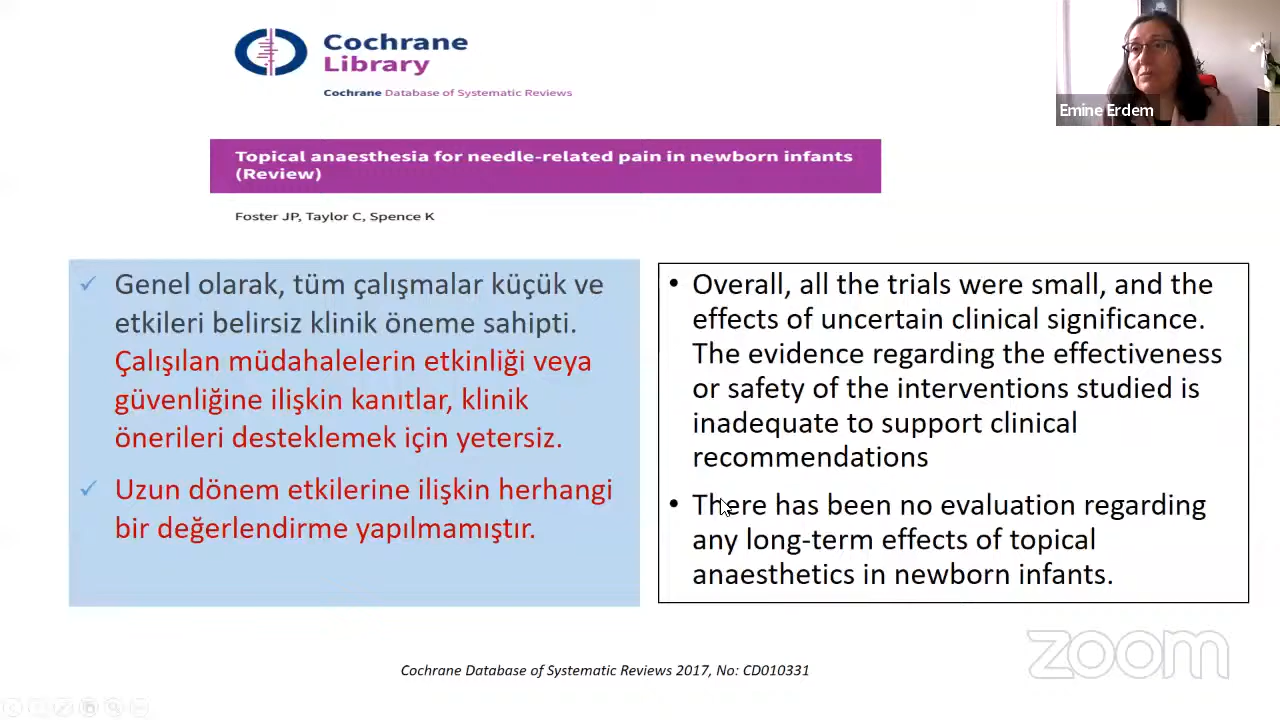 Cochrane
Library
Cochrane Database of Systematic Reviews
Emine Erdem
Topical anaesthesia for needle-related pain in newborn infants
(Review)
Foster JP, Taylor C, Spence K
Genel olarak, tüm çalışmalar küçük ve
etkileri belirsiz klinik öneme sahipti.
Çalışılan müdahalelerin etkinliği veya
güvenliğine ilişkin kanıtlar, klinik
önerileri desteklemek için yetersiz.
Uzun dönem etkilerine ilişkin herhangi
bir değerlendirme yapılmamıştır.
Overall, all the trials were small, and the
effects of uncertain clinical significance.
The evidence regarding the effectiveness
or safety of the interventions studied is
inadequate to support clinical
recommendations
There has been no evaluation regarding
any long-term effects of topical
anaesthetics in newborn infants.
zoom
Cochrane Database of Systematic Reviews 2017, No: CD010331